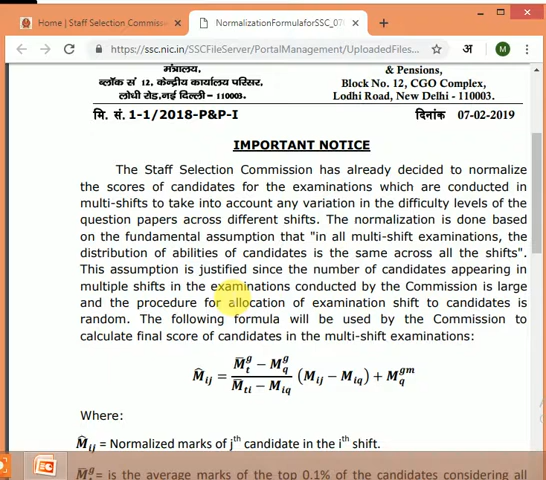 Home | Staff Selection Commiss
NormalizationFormulaforSSC_070
https://ssc.nic.in/SSCFileServer/PortalManagement/UploadedFiles...
अ
M
मंत्रालय,
ब्लॉक सं 12, केन्द्रीय कार्यालय परिसर,
लोधी रोड, नई दिल्ली – 110003.
& Pensions,
Block No. 12, CGO Complex,
Lodhi Road, New Delhi - 110003.
मि. सं. 1-1/2018-P&P-I
दिनांक 07-02-2019
IMPORTANT NOTICE
The Staff Selection Commission has already decided to normalize
the scores of candidates for the examinations which are conducted in
multi-shifts to take into account any variation in the difficulty levels of the
question papers across different shifts. The normalization is done based
on the fundamental assumption that "in all multi-shift examinations, the
distribution of abilities of candidates is the same across all the shifts".
This assumption is justified since the number of candidates appearing in
multiple shifts in the examinations conducted by the Commission is large
and the procedure for allocation of examination shift to candidates is
random. The following formula will be used by the Commission to
calculate final score of candidates in the multi-shift examinations:
M̂ij = (M̄tg − Mqg) / (M̄ti − Miq) (Mij − Miq) + Mqgm
Where:
M̂ij = Normalized marks of jth candidate in the ith shift.
M̄tg = is the average marks of the top 0.1% of the candidates considering all